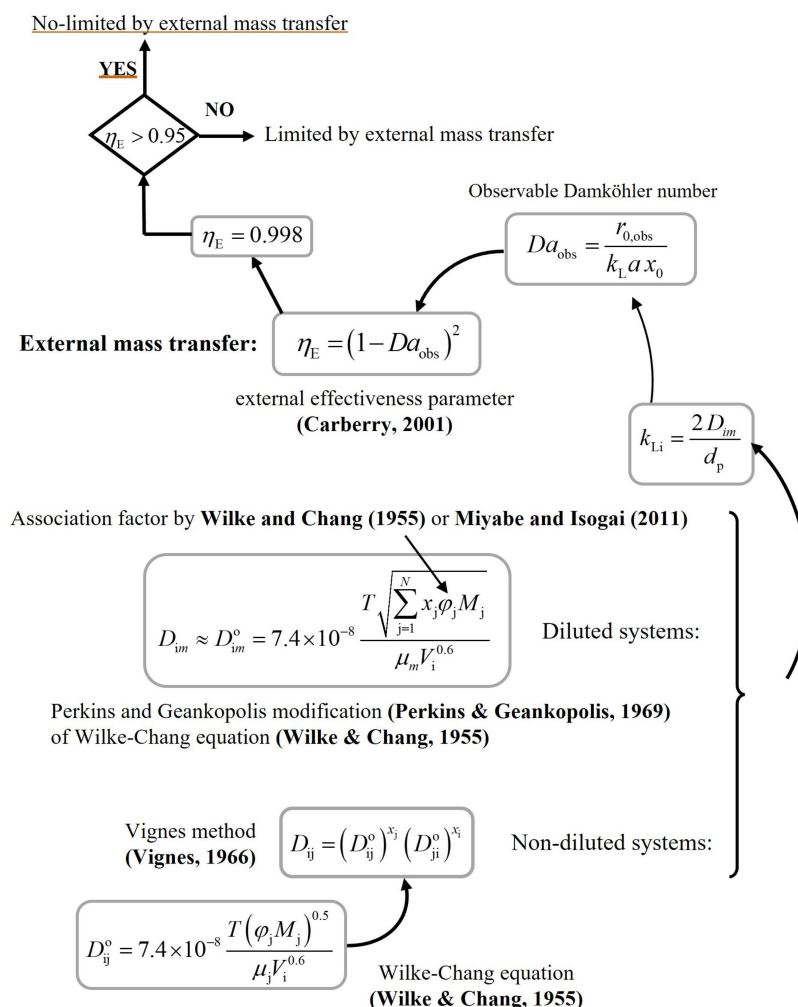 No-limited by external mass transfer
YES
NO
η_E > 0.95
Limited by external mass transfer
Observable Damköhler number
η_E = 0.998
Da_obs = r_0,obs / (k_L a x_0)
External mass transfer:
η_E = (1 − Da_obs)^2
external effectiveness parameter
(Carberry, 2001)
k_Li = 2 D_im / d_p
Association factor by Wilke and Chang (1955) or Miyabe and Isogai (2011)
D_im ≈ D_im^o = 7.4×10^−8 T √(∑_{j=1}^{N} x_j φ_j M_j) / (μ_m V_i^0.6)
Diluted systems:
Perkins and Geankopolis modification (Perkins & Geankopolis, 1969)
of Wilke-Chang equation (Wilke & Chang, 1955)
Vignes method
(Vignes, 1966)
D_ij = (D_ij^o)^{x_j} (D_ji^o)^{x_i}
Non-diluted systems:
D_ij^o = 7.4×10^−8 T (φ_j M_j)^0.5 / (μ_j V_i^0.6)
Wilke-Chang equation
(Wilke & Chang, 1955)